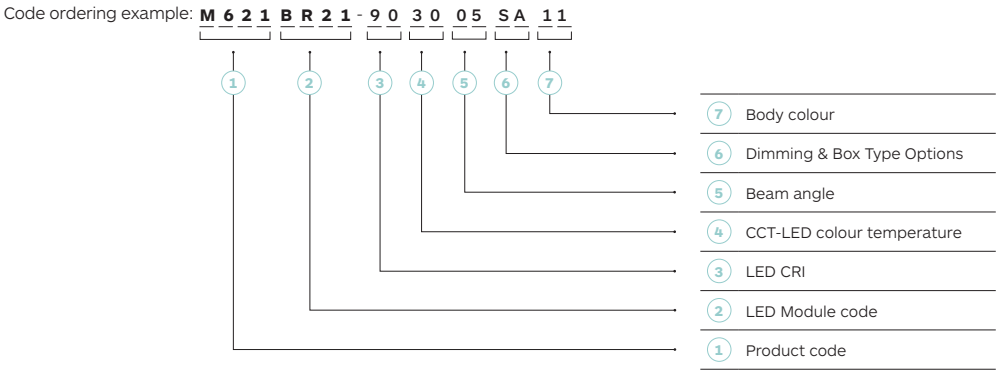 Code ordering example: M621 BR21 - 90 30 05 SA 11
1 2 3 4 5 6 7
7 Body colour
6 Dimming & Box Type Options
5 Beam angle
4 CCT-LED colour temperature
3 LED CRI
2 LED Module code
1 Product code